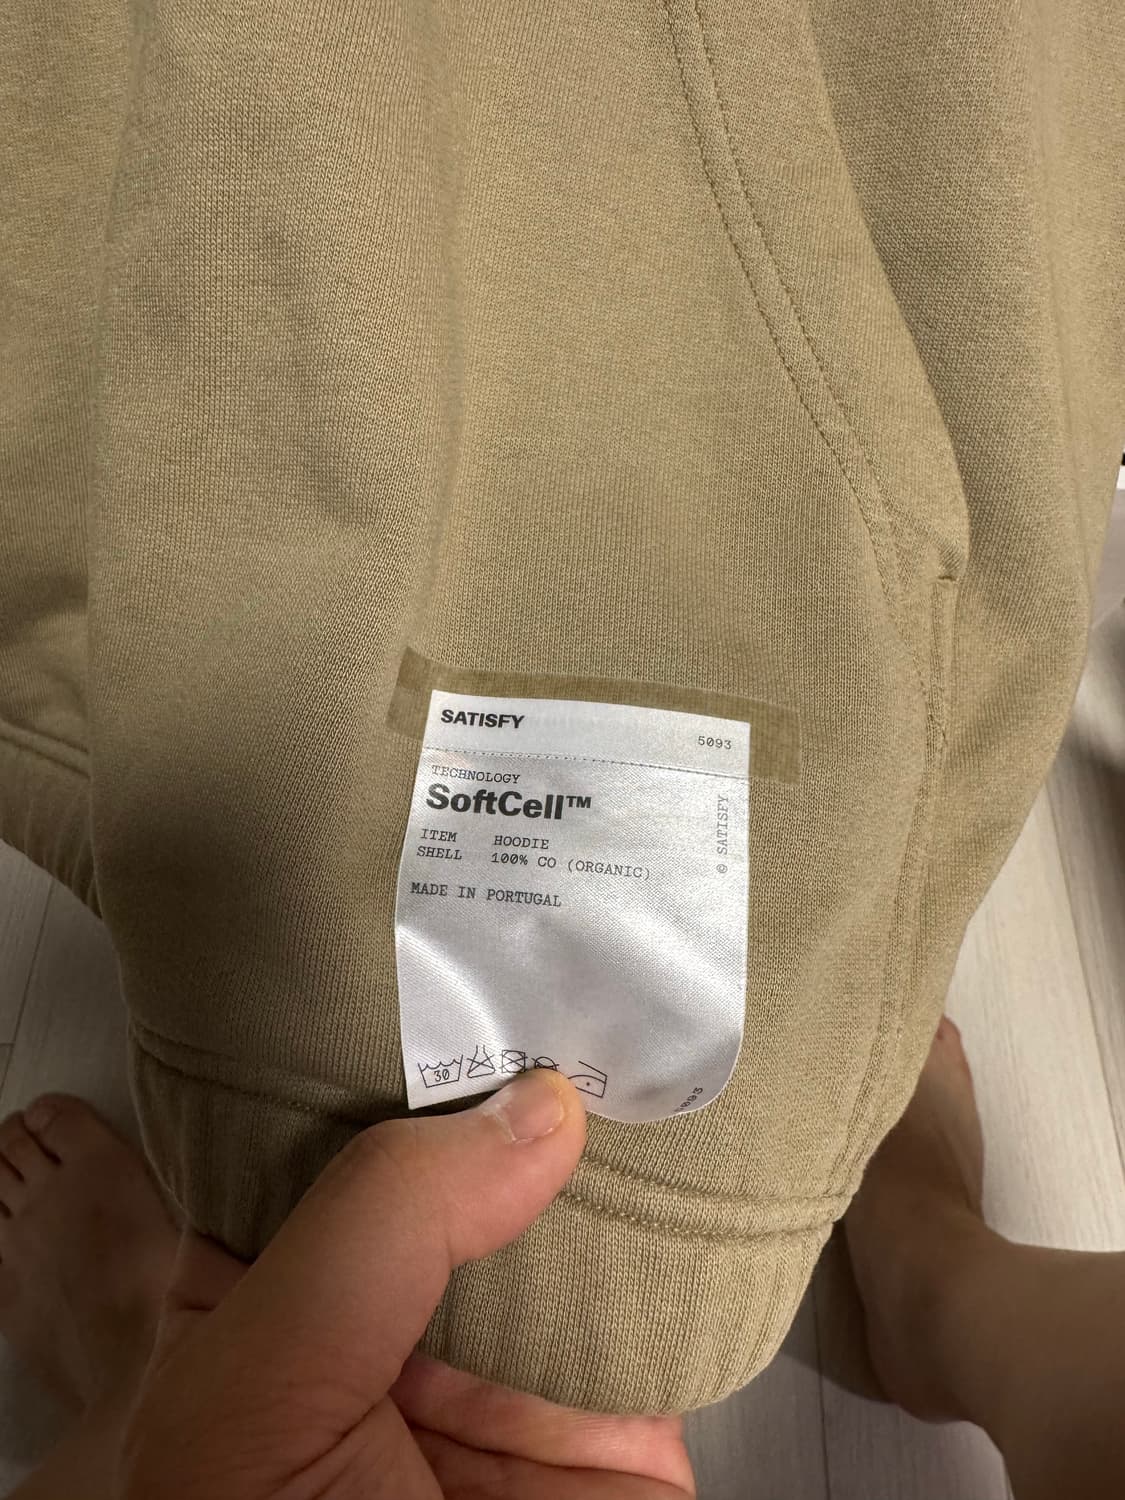 SATISFY
5093
TECHNOLOGY
SoftCell™
ITEM HOODIE
SHELL 100% CO (ORGANIC)
MADE IN PORTUGAL
© SATISFY
30